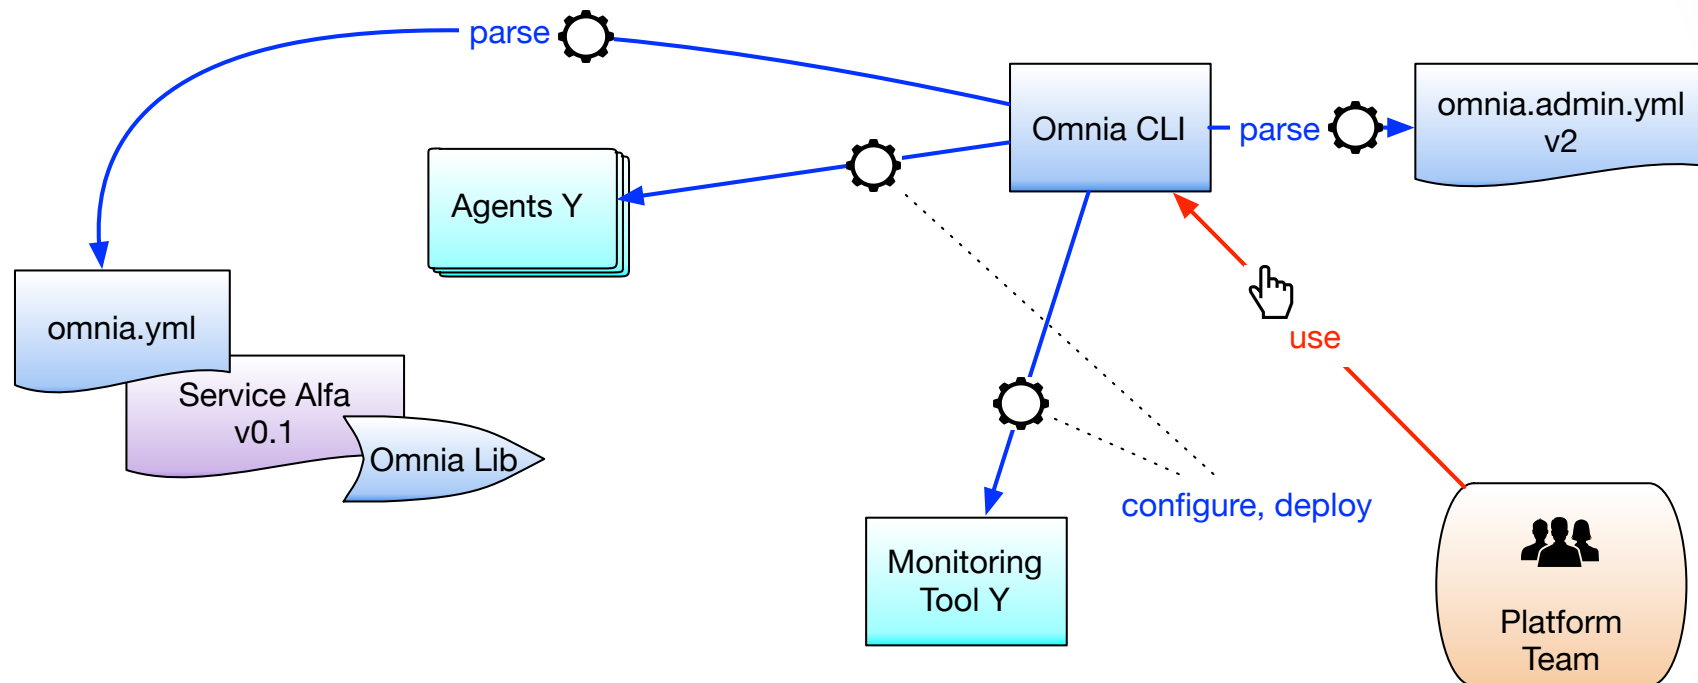 parse
Omnia CLI
parse
omnia.admin.yml
v2
Agents Y
omnia.yml
use
Service Alfa
v0.1
Omnia Lib
configure, deploy
Monitoring
Tool Y
Platform
Team